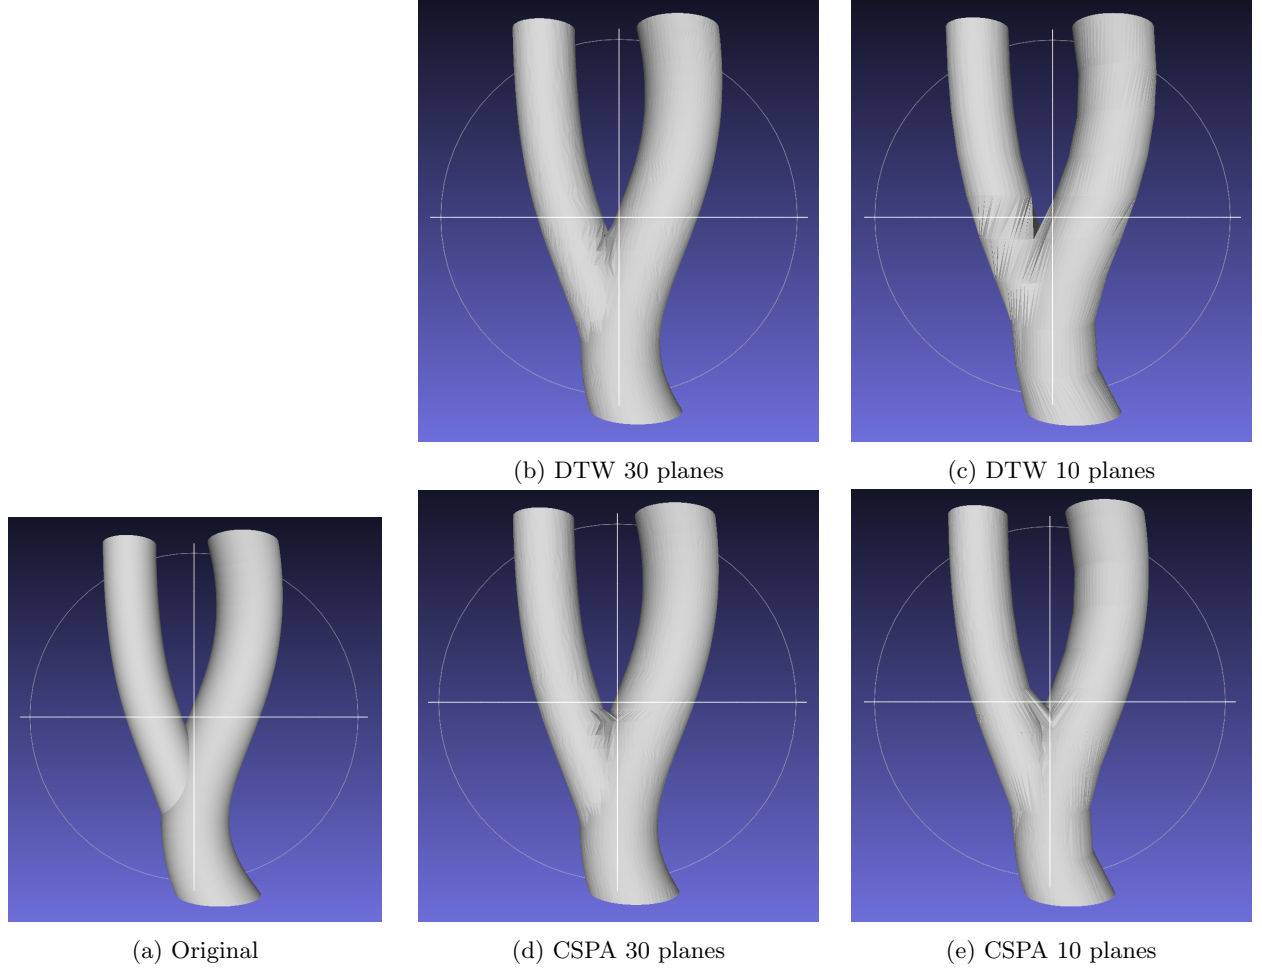 (b) DTW 30 planes
(c) DTW 10 planes
(a) Original
(d) CSPA 30 planes
(e) CSPA 10 planes